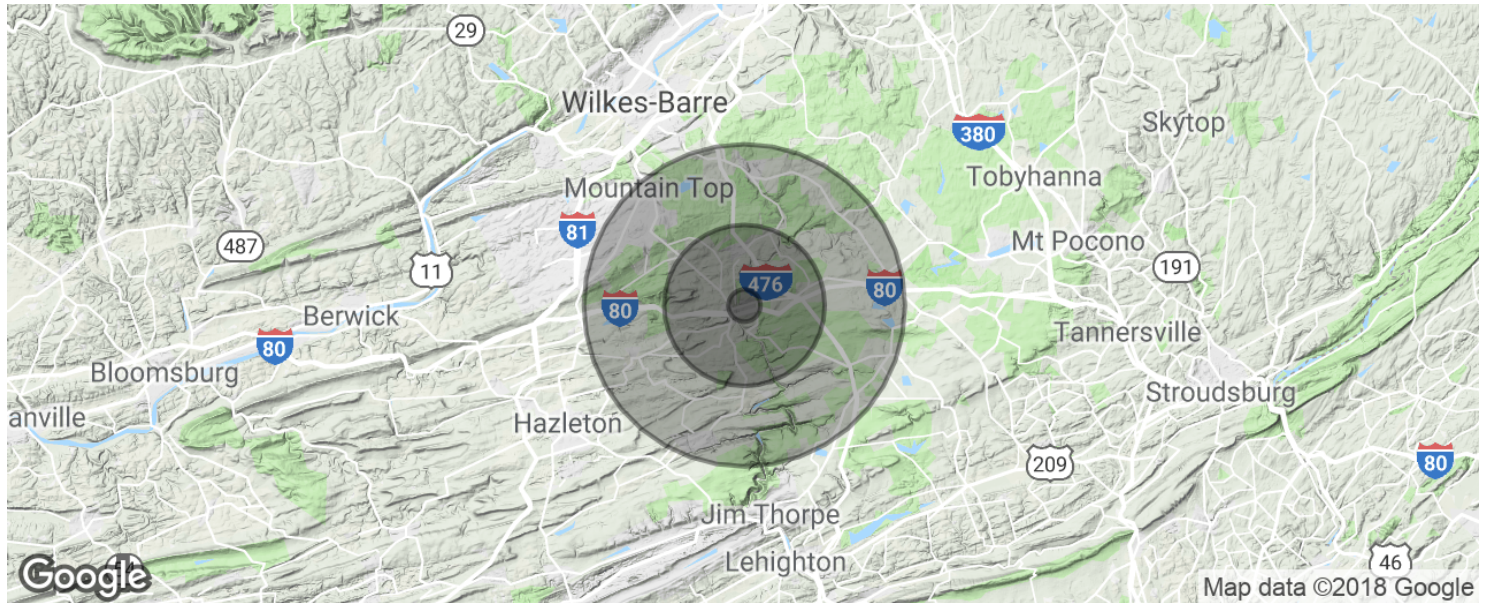 29
Wilkes-Barre
380
Skytop
Mountain Top
Tobyhanna
81
487
11
Mt Pocono
191
476
80
80
Berwick
80
Tannersville
Bloomsburg
Stroudsburg
anville
Hazleton
209
80
Jim Thorpe
Lehighton
46
Google
Map data ©2018 Google